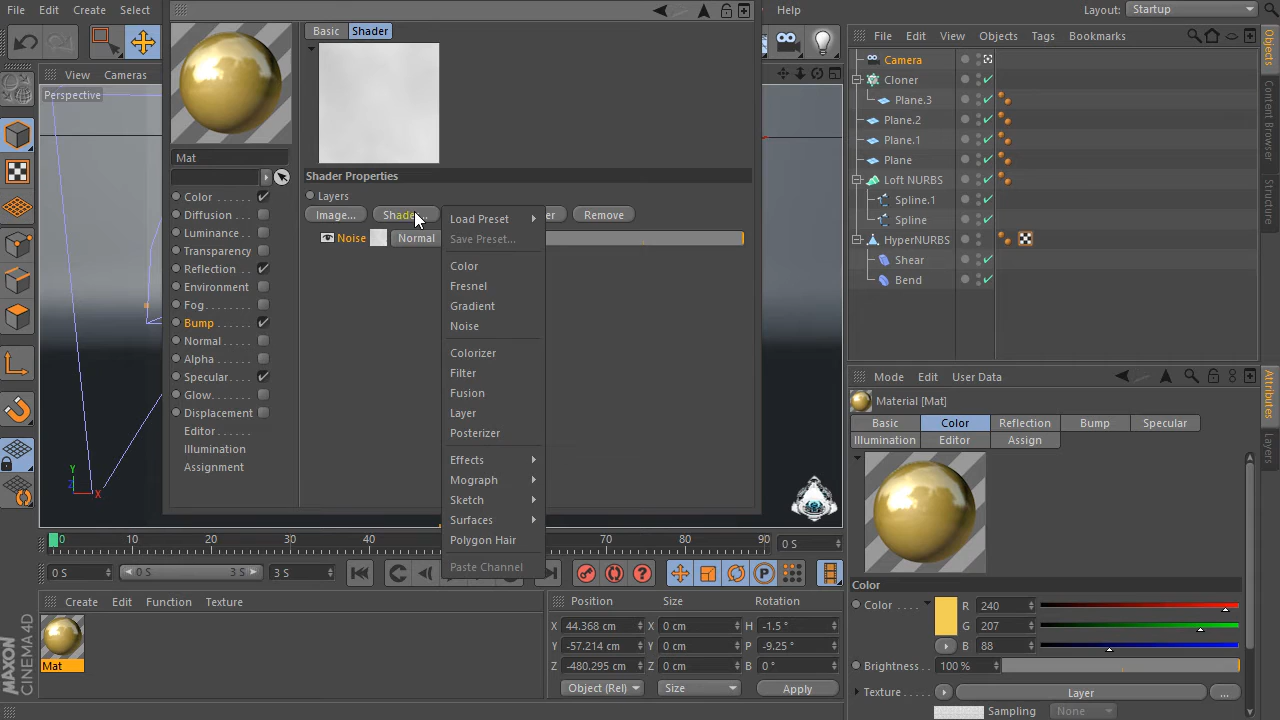 File Edit Create Select Help Layout: Startup
Basic Shader
File Edit View Objects Tags Bookmarks
View Cameras
Perspective
Camera
Cloner
Plane.3
Plane.2
Plane.1
Plane
Loft NURBS
Spline.1
Spline
HyperNURBS
Shear
Bend
Objects
Structure
Mat
Color
Diffusion
Luminance
Transparency
Reflection
Environment
Fog
Bump
Normal
Alpha
Specular
Glow
Displacement
Editor
Illumination
Assignment
Shader Properties
Layers
Image... Shader... Remove
Noise Normal
Load Preset
Save Preset...
Color
Fresnel
Gradient
Noise
Colorizer
Filter
Fusion
Layer
Posterizer
Effects
Mograph
Sketch
Surfaces
Polygon Hair
Paste Channel
Mode Edit User Data
Material [Mat]
Basic Color Reflection Bump Specular
Illumination Editor Assign
Attributes
Layers
Color
Color R 240
G 207
B 88
Brightness 100 %
Texture Layer ...
Sampling None
Y
Z
X
0 10 20 30 40 70 80 90 0 S
0 S 0 S 3 S 3 S
Create Edit Function Texture
Mat
Position Size Rotation
X 44.368 cm X 0 cm H -1.5 °
Y -57.214 cm Y 0 cm P -9.25 °
Z -480.295 cm Z 0 cm B 0 °
Object (Rel) Size Apply
MAXON
CINEMA 4D